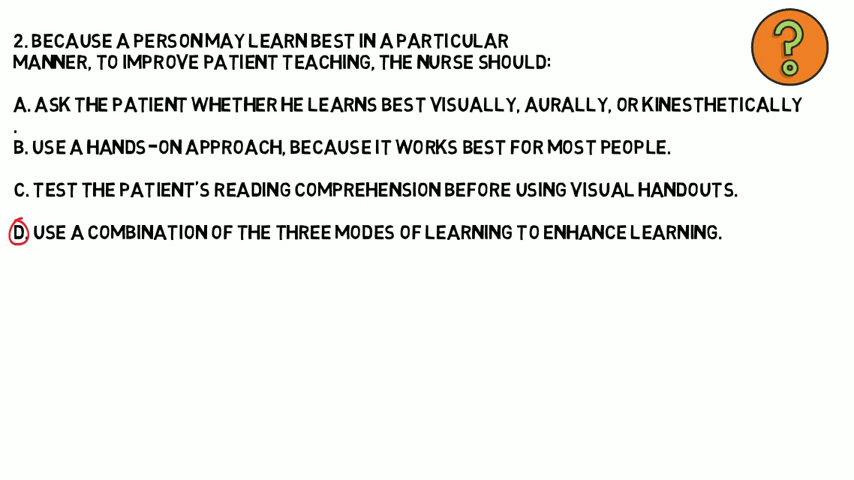 2. BECAUSE A PERSON MAY LEARN BEST IN A PARTICULAR
MANNER, TO IMPROVE PATIENT TEACHING, THE NURSE SHOULD:
A. ASK THE PATIENT WHETHER HE LEARNS BEST VISUALLY, AURALLY, OR KINESTHETICALLY
.
B. USE A HANDS-ON APPROACH, BECAUSE IT WORKS BEST FOR MOST PEOPLE.
C. TEST THE PATIENT'S READING COMPREHENSION BEFORE USING VISUAL HANDOUTS.
D. USE A COMBINATION OF THE THREE MODES OF LEARNING TO ENHANCE LEARNING.
?